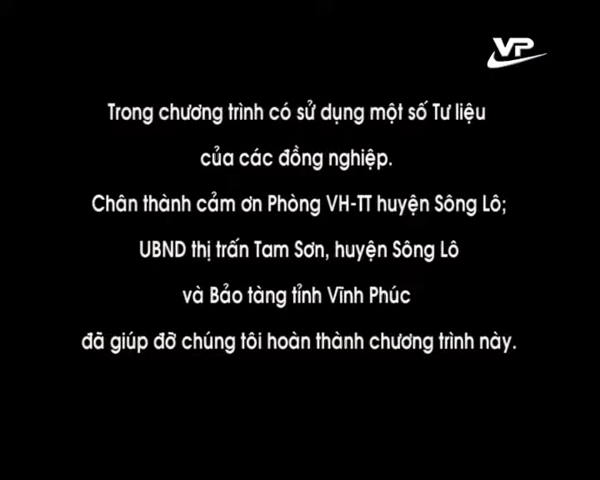 VP
Trong chương trình có sử dụng một số Tư liệu
của các đồng nghiệp.
Chân thành cảm ơn Phòng VH-TT huyện Sông Lô;
UBND thị trấn Tam Sơn, huyện Sông Lô
và Bảo tàng tỉnh Vĩnh Phúc
đã giúp đỡ chúng tôi hoàn thành chương trình này.